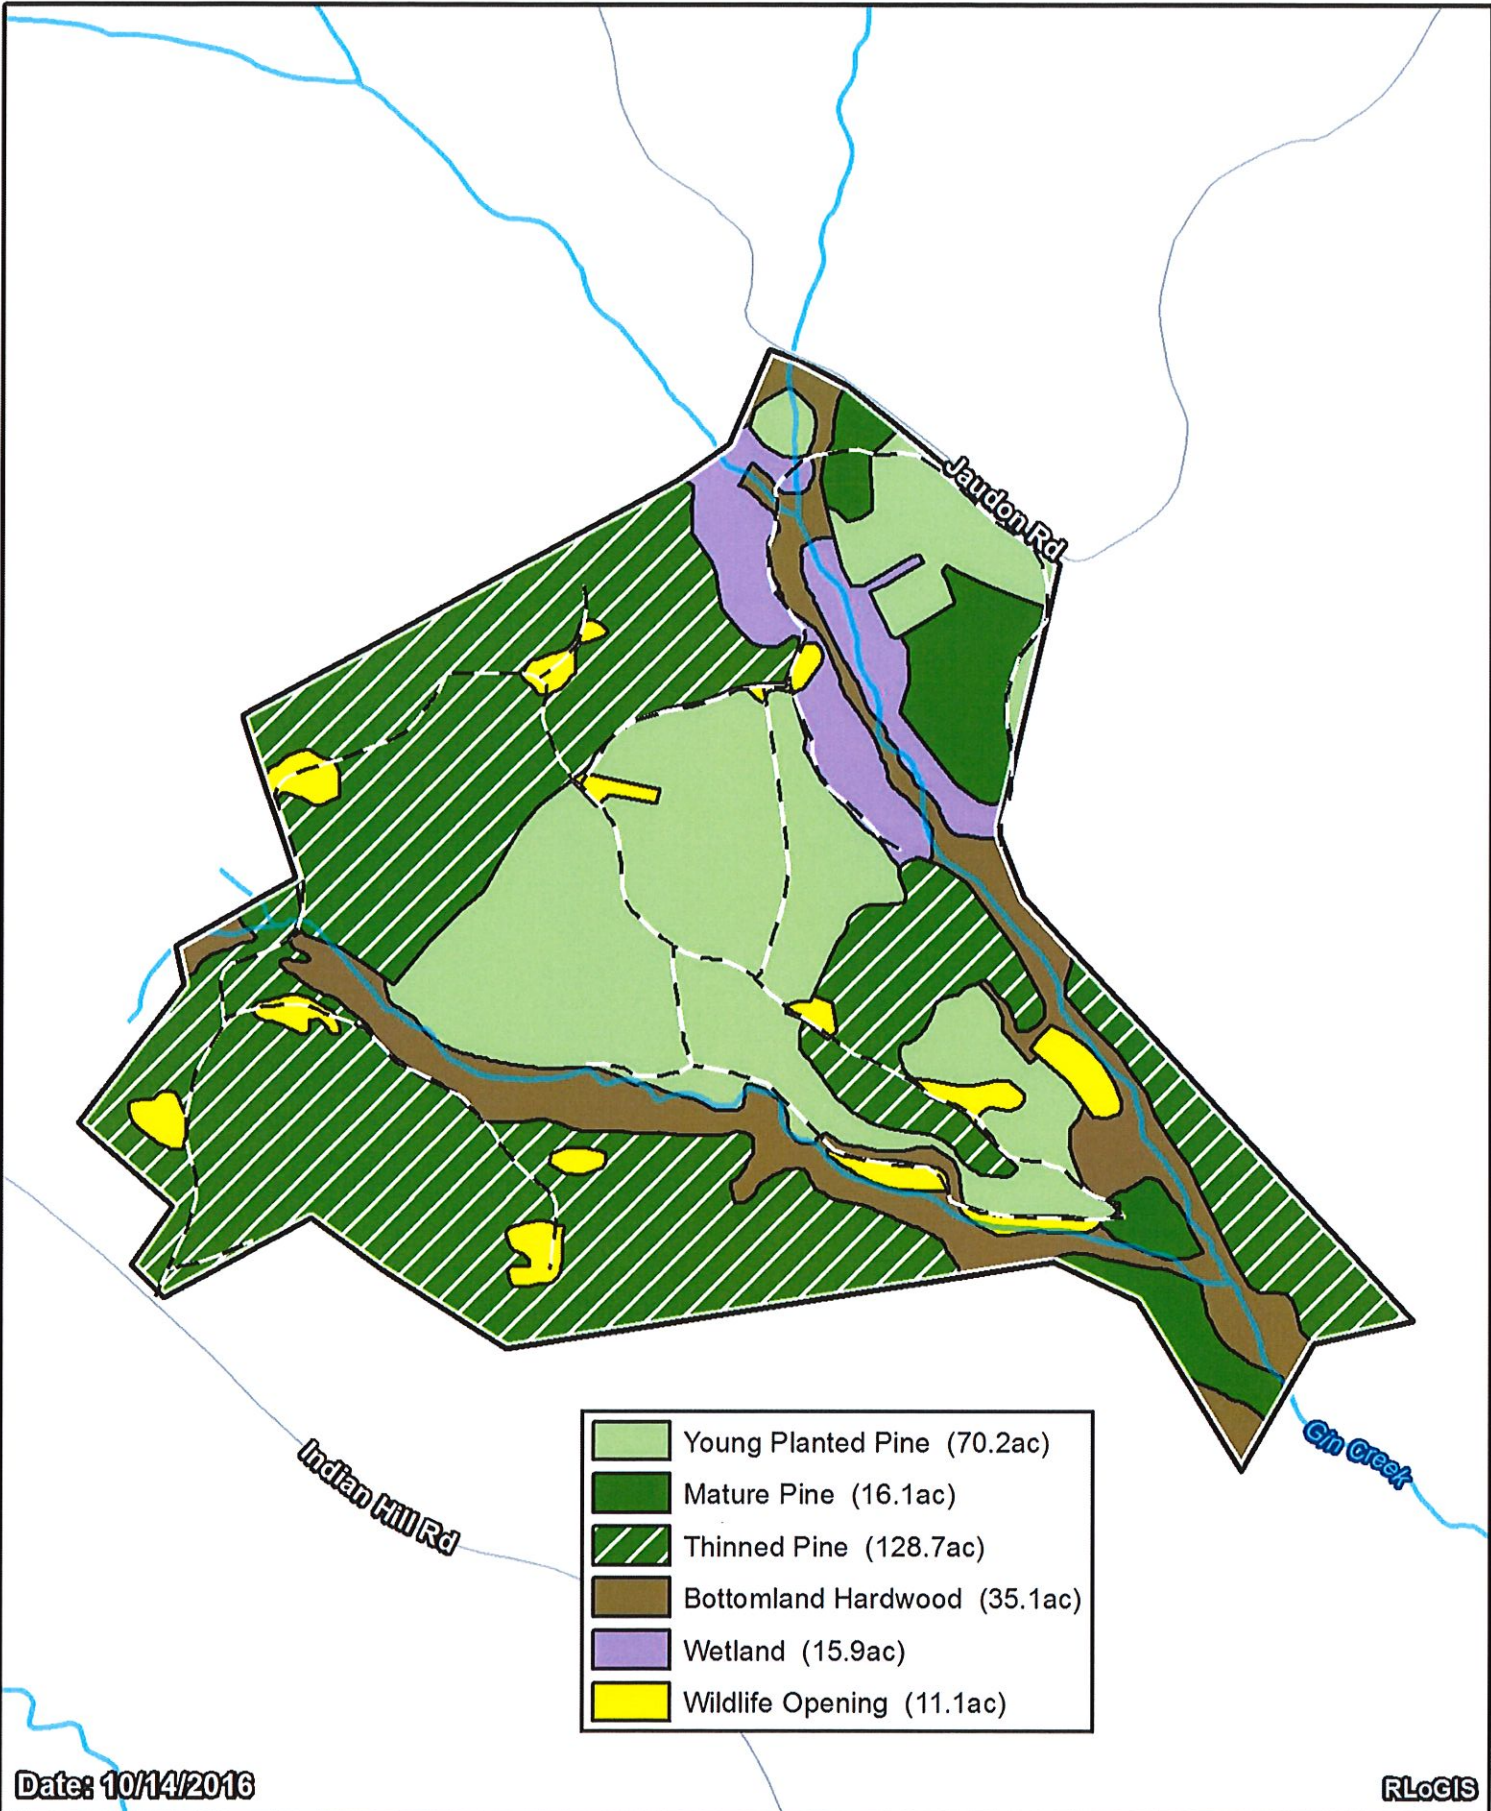 Jaudon Rd
Indian Hill Rd
Gin Creek
Young Planted Pine (70.2ac)
Mature Pine (16.1ac)
Thinned Pine (128.7ac)
Bottomland Hardwood (35.1ac)
Wetland (15.9ac)
Wildlife Opening (11.1ac)
Date: 10/14/2016
RLoGIS